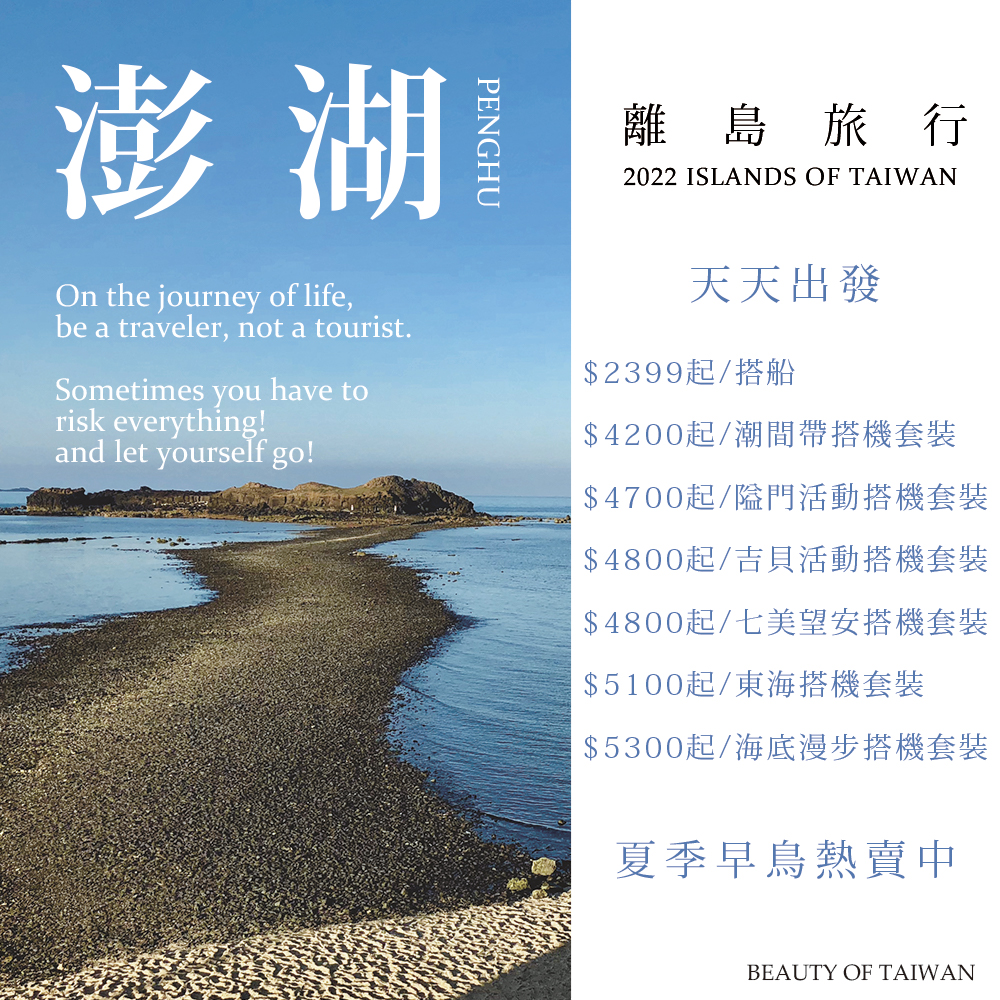 澎湖
PENGHU
On the journey of life,
be a traveler, not a tourist.
Sometimes you have to
risk everything!
and let yourself go!
離島旅行
2022 ISLANDS OF TAIWAN
天天出發
$2399起/搭船
$4200起/潮間帶搭機套裝
$4700起/隘門活動搭機套裝
$4800起/吉貝活動搭機套裝
$4800起/七美望安搭機套裝
$5100起/東海搭機套裝
$5300起/海底漫步搭機套裝
夏季早鳥熱賣中
BEAUTY OF TAIWAN